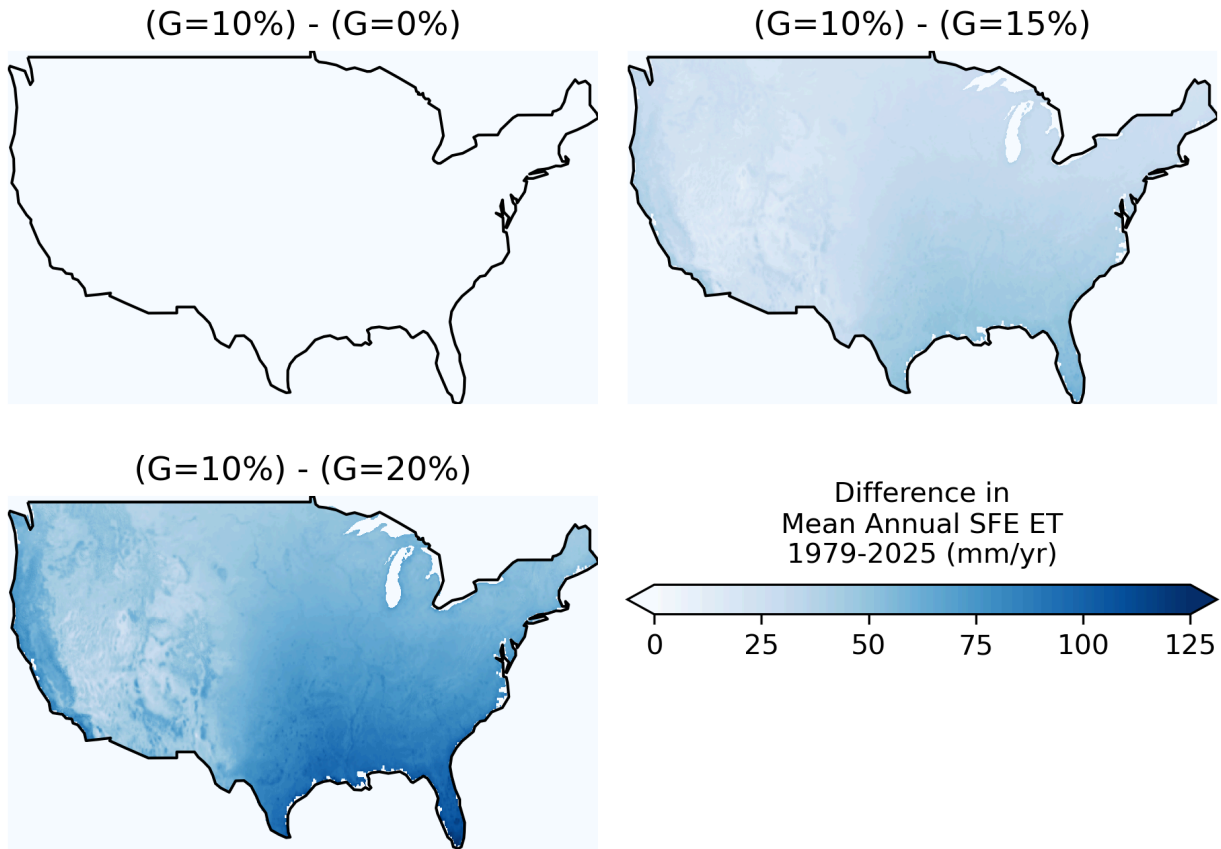 (G=10%) - (G=0%)
(G=10%) - (G=15%)
(G=10%) - (G=20%)
Difference in
Mean Annual SFE ET
1979-2025 (mm/yr)
0 25 50 75 100 125